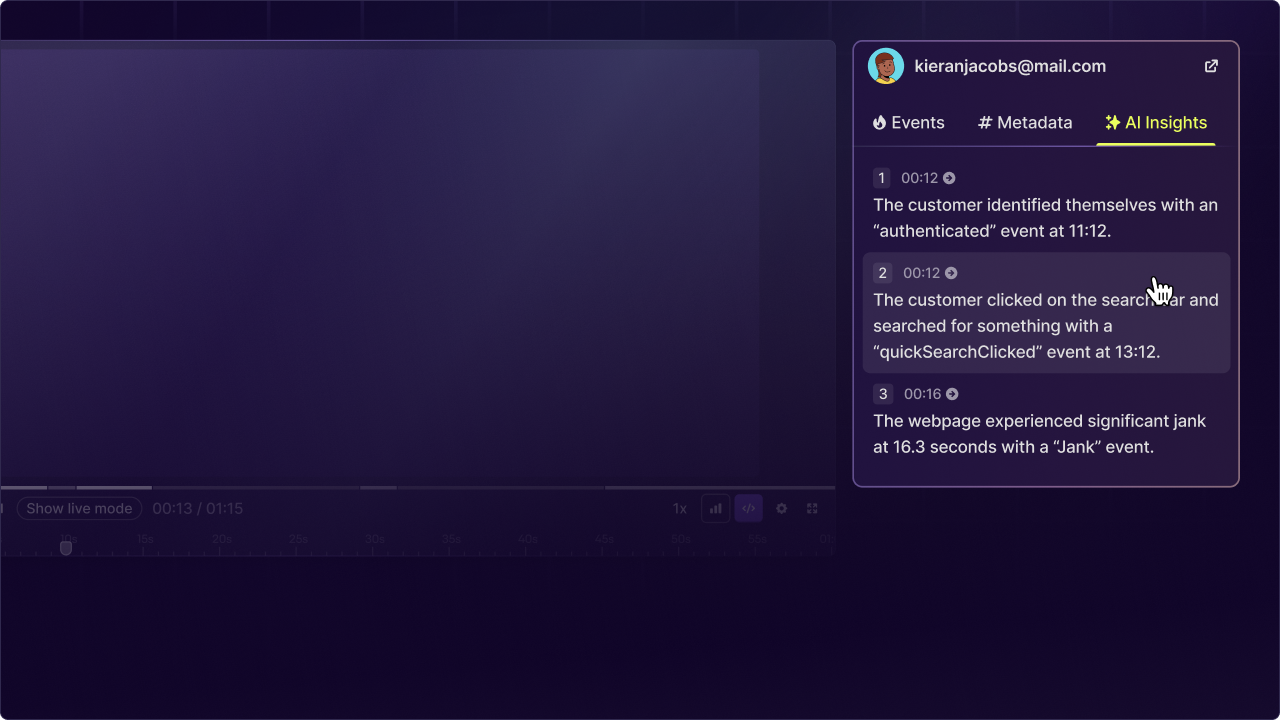 kieranjacobs@mail.com
Events
# Metadata
AI Insights
1 00:12
The customer identified themselves with an
“authenticated” event at 11:12.
2 00:12
The customer clicked on the search ar and
searched for something with a
“quickSearchClicked” event at 13:12.
3 00:16
The webpage experienced significant jank
at 16.3 seconds with a “Jank” event.
Show live mode
00:13 / 01:15
1x
10s 15s 20s 25s 30s 35s 40s 45s 50s 55s